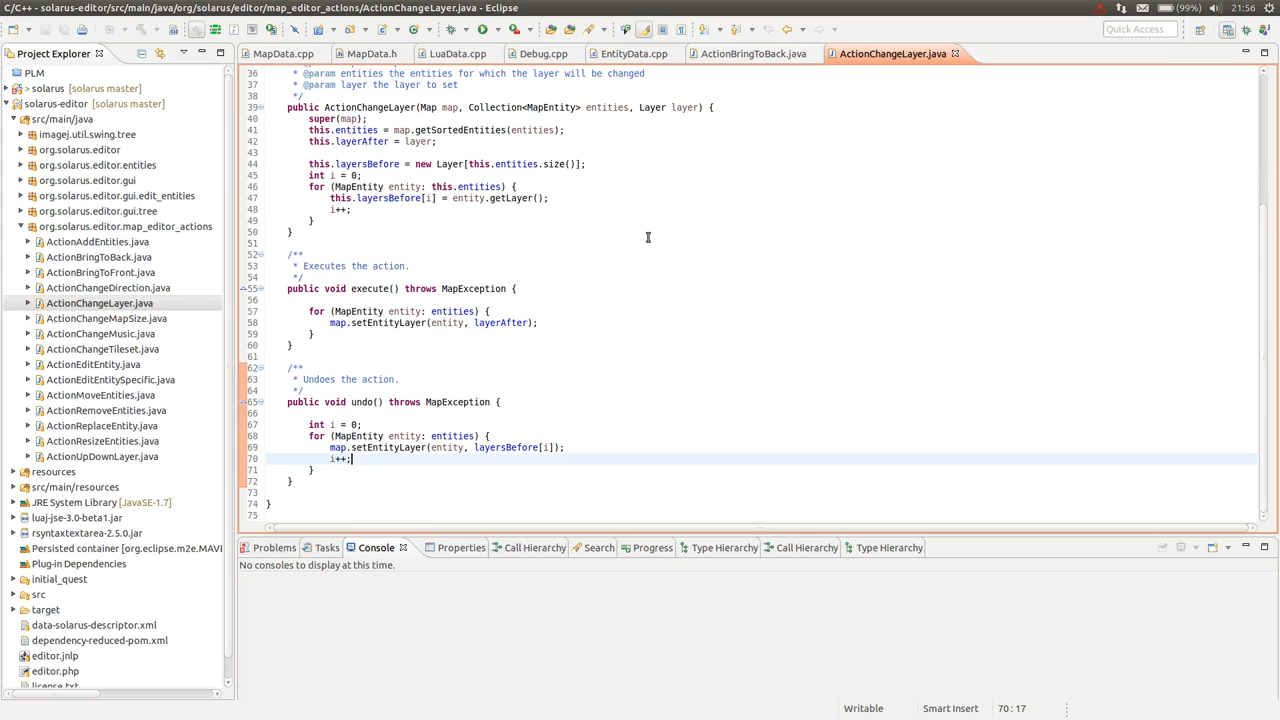 C/C++ - solarus-editor/src/main/java/org/solarus/editor/map_editor_actions/ActionChangeLayer.java - Eclipse
(99%)
21:56
Quick Access
Project Explorer
MapData.cpp
MapData.h
LuaData.cpp
Debug.cpp
EntityData.cpp
ActionBringToBack.java
ActionChangeLayer.java
PLM
> solarus [solarus master]
solarus-editor [solarus master]
src/main/java
imagej.util.swing.tree
org.solarus.editor
org.solarus.editor.entities
org.solarus.editor.gui
org.solarus.editor.gui.edit_entities
org.solarus.editor.gui.tree
org.solarus.editor.map_editor_actions
ActionAddEntities.java
ActionBringToBack.java
ActionBringToFront.java
ActionChangeDirection.java
ActionChangeLayer.java
ActionChangeMapSize.java
ActionChangeMusic.java
ActionChangeTileset.java
ActionEditEntity.java
ActionEditEntitySpecific.java
ActionMoveEntities.java
ActionRemoveEntities.java
ActionReplaceEntity.java
ActionResizeEntities.java
ActionUpDownLayer.java
resources
src/main/resources
JRE System Library [JavaSE-1.7]
luaj-jse-3.0-beta1.jar
rsyntaxtextarea-2.5.0.jar
Persisted container [org.eclipse.m2e.MAVE
Plug-in Dependencies
initial_quest
src
target
data-solarus-descriptor.xml
dependency-reduced-pom.xml
editor.jnlp
editor.php
license.txt
36 * @param entities the entities for which the layer will be changed
37 * @param layer the layer to set
38 */
39 public ActionChangeLayer(Map map, Collection<MapEntity> entities, Layer layer) {
40 super(map);
41 this.entities = map.getSortedEntities(entities);
42 this.layerAfter = layer;
43
44 this.layersBefore = new Layer[this.entities.size()];
45 int i = 0;
46 for (MapEntity entity: this.entities) {
47 this.layersBefore[i] = entity.getLayer();
48 i++;
49 }
50 }
51
52 /**
53 * Executes the action.
54 */
55 public void execute() throws MapException {
56
57 for (MapEntity entity: entities) {
58 map.setEntityLayer(entity, layerAfter);
59 }
60 }
61
62 /**
63 * Undoes the action.
64 */
65 public void undo() throws MapException {
66
67 int i = 0;
68 for (MapEntity entity: entities) {
69 map.setEntityLayer(entity, layersBefore[i]);
70 i++;
71 }
72 }
73
74 }
75
Problems
Tasks
Console
Properties
Call Hierarchy
Search
Progress
Type Hierarchy
Call Hierarchy
Type Hierarchy
No consoles to display at this time.
Writable
Smart Insert
70 : 17